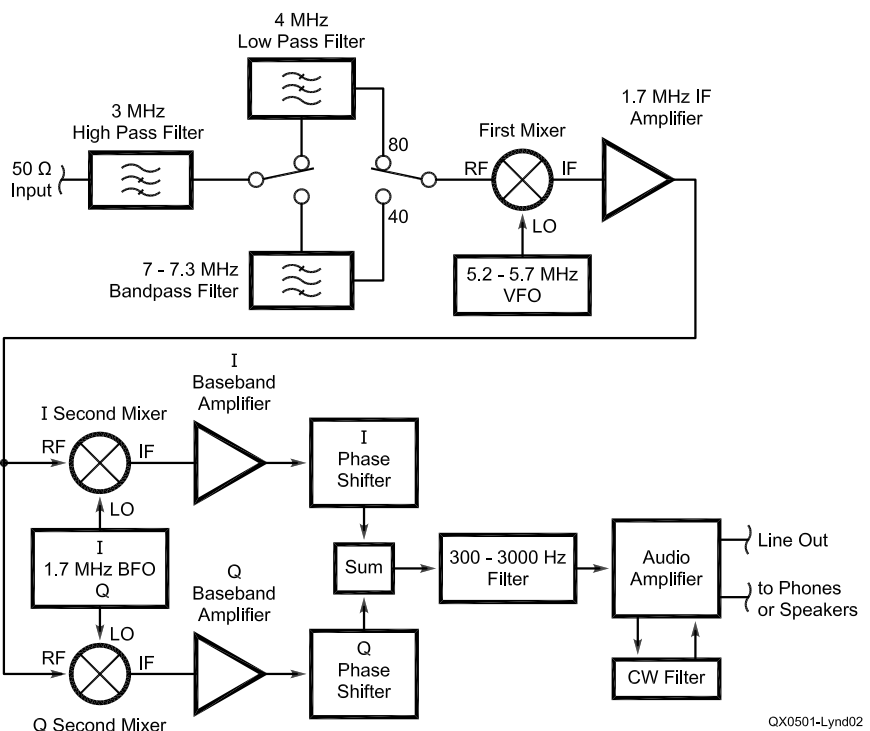 4 MHz
Low Pass Filter
3 MHz
High Pass Filter
50 Ω
Input
80
40
7 - 7.3 MHz
Bandpass Filter
First Mixer
RF
IF
LO
5.2 - 5.7 MHz
VFO
1.7 MHz IF
Amplifier
I
Baseband
Amplifier
I Second Mixer
RF
IF
LO
I
Phase
Shifter
I
1.7 MHz BFO
Q
Sum
300 - 3000 Hz
Filter
Audio
Amplifier
Line Out
to Phones
or Speakers
CW Filter
Q
Baseband
Amplifier
LO
RF
IF
Q
Phase
Shifter
Q Second Mixer
QX0501-Lynd02